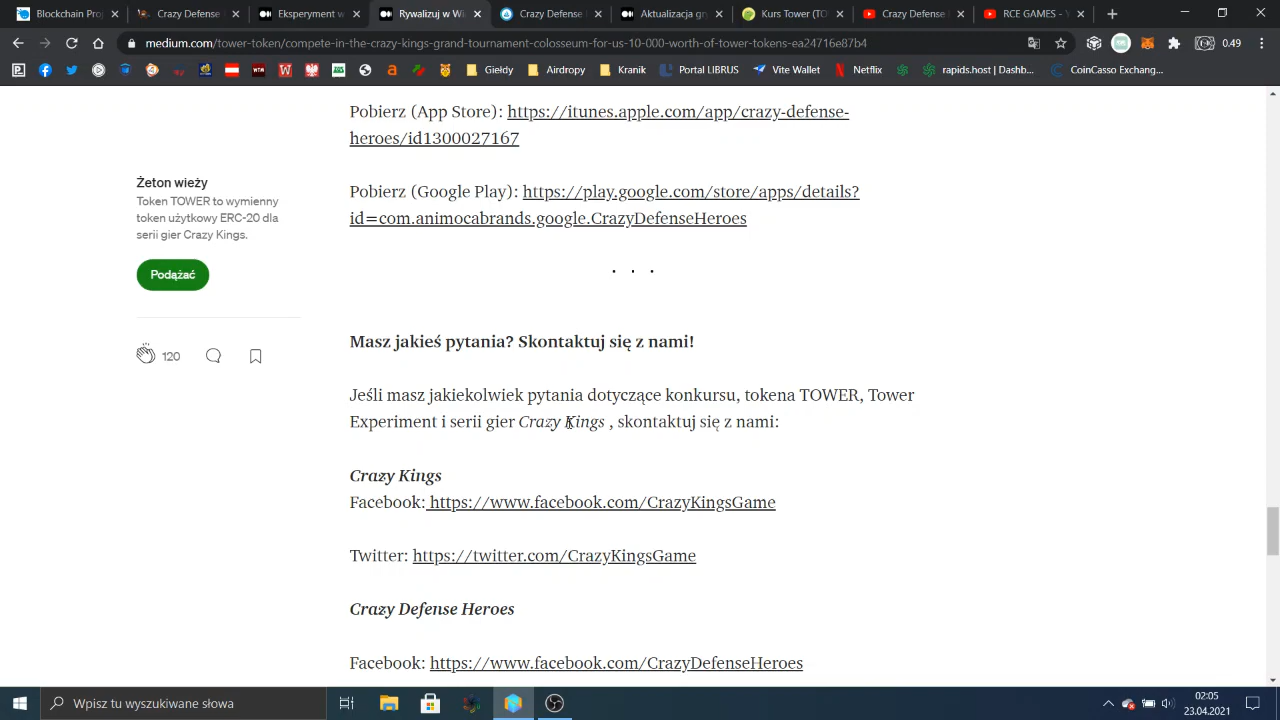 Blockchain Proj
Crazy Defense
Eksperyment w
Rywalizuj w Wi
Crazy Defense
Aktualizacja gr
Kurs Tower (TO
Crazy Defense
RCE GAMES - Y
medium.com/tower-token/compete-in-the-crazy-kings-grand-tournament-colosseum-for-us-10-000-worth-of-tower-tokens-ea24716e87b4
0.49
Giełdy
Airdropy
Kranik
Portal LIBRUS
Vite Wallet
Netflix
rapids.host | Dashb...
CoinCasso Exchang...
Pobierz (App Store): https://itunes.apple.com/app/crazy-defense-
heroes/id1300027167
Pobierz (Google Play): https://play.google.com/store/apps/details?
id=com.animocabrands.google.CrazyDefenseHeroes
Żeton wieży
Token TOWER to wymienny
token użytkowy ERC-20 dla
serii gier Crazy Kings.
Podążać
120
Masz jakieś pytania? Skontaktuj się z nami!
Jeśli masz jakiekolwiek pytania dotyczące konkursu, tokena TOWER, Tower
Experiment i serii gier Crazy Kings , skontaktuj się z nami:
Crazy Kings
Facebook: https://www.facebook.com/CrazyKingsGame
Twitter: https://twitter.com/CrazyKingsGame
Crazy Defense Heroes
Facebook: https://www.facebook.com/CrazyDefenseHeroes
Wpisz tu wyszukiwane słowa
02:05
23.04.2021